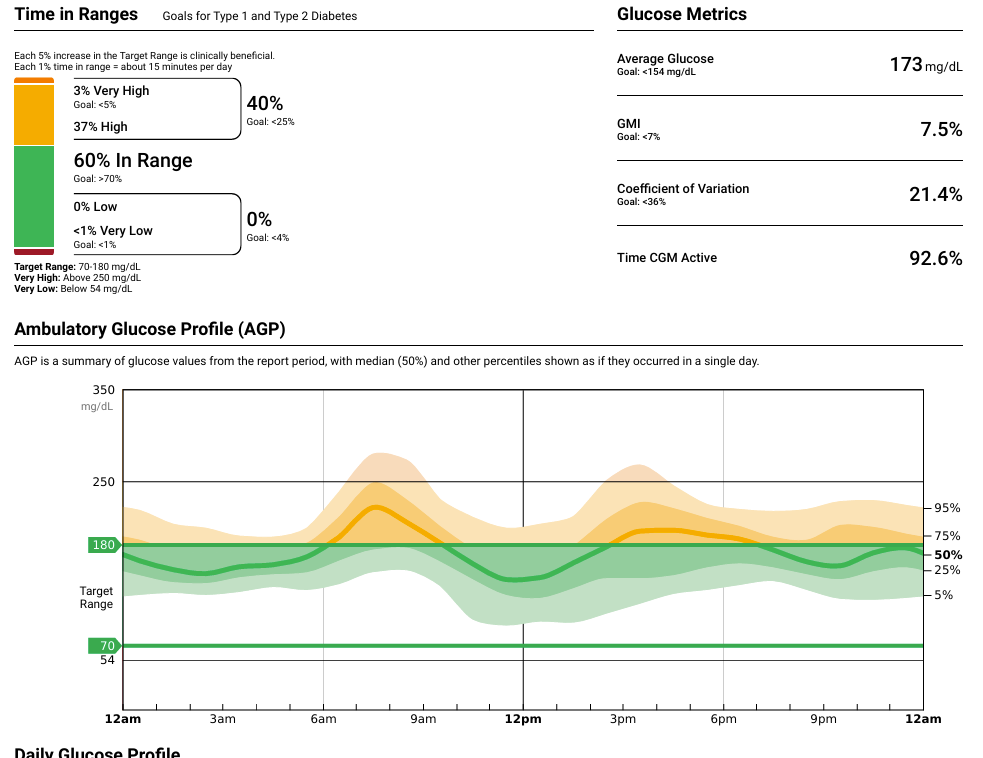 Time in Ranges Goals for Type 1 and Type 2 Diabetes
Each 5% increase in the Target Range is clinically beneficial.
Each 1% time in range = about 15 minutes per day
3% Very High
Goal: <5%
37% High
40%
Goal: <25%
60% In Range
Goal: >70%
0% Low
<1% Very Low
Goal: <1%
0%
Goal: <4%
Target Range: 70-180 mg/dL
Very High: Above 250 mg/dL
Very Low: Below 54 mg/dL
Glucose Metrics
Average Glucose
Goal: <154 mg/dL
173 mg/dL
GMI
Goal: <7%
7.5%
Coefficient of Variation
Goal: <36%
21.4%
Time CGM Active
92.6%
Ambulatory Glucose Profile (AGP)
AGP is a summary of glucose values from the report period, with median (50%) and other percentiles shown as if they occurred in a single day.
350
mg/dL
250
180
Target
Range
70
54
95%
75%
50%
25%
5%
12am 3am 6am 9am 12pm 3pm 6pm 9pm 12am
Daily Glucose Profile